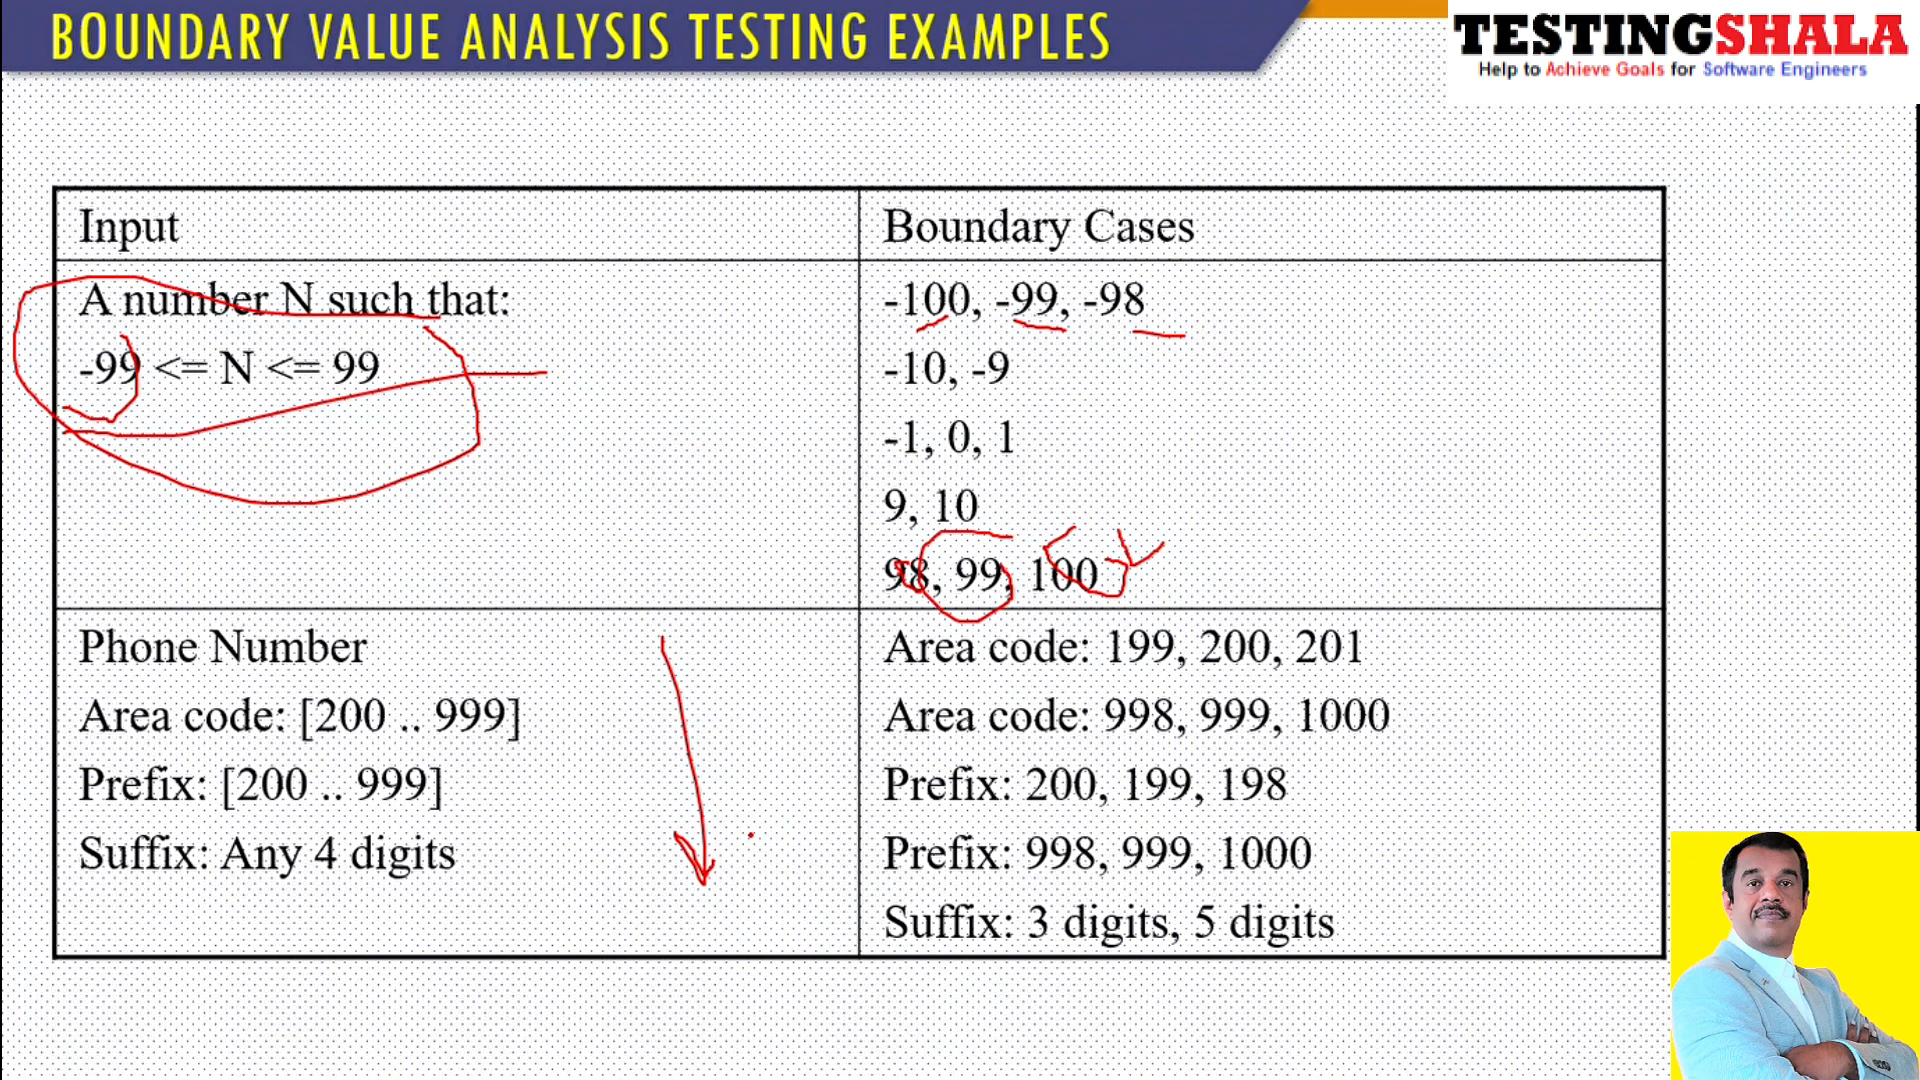 BOUNDARY VALUE ANALYSIS TESTING EXAMPLES
TESTINGSHALA
Help to Achieve Goals for Software Engineers
Input
Boundary Cases
A number N such that:
-99 <= N <= 99
-100, -99, -98
-10, -9
-1, 0, 1
9, 10
98, 99, 100
Phone Number
Area code: [200 .. 999]
Prefix: [200 .. 999]
Suffix: Any 4 digits
Area code: 199, 200, 201
Area code: 998, 999, 1000
Prefix: 200, 199, 198
Prefix: 998, 999, 1000
Suffix: 3 digits, 5 digits